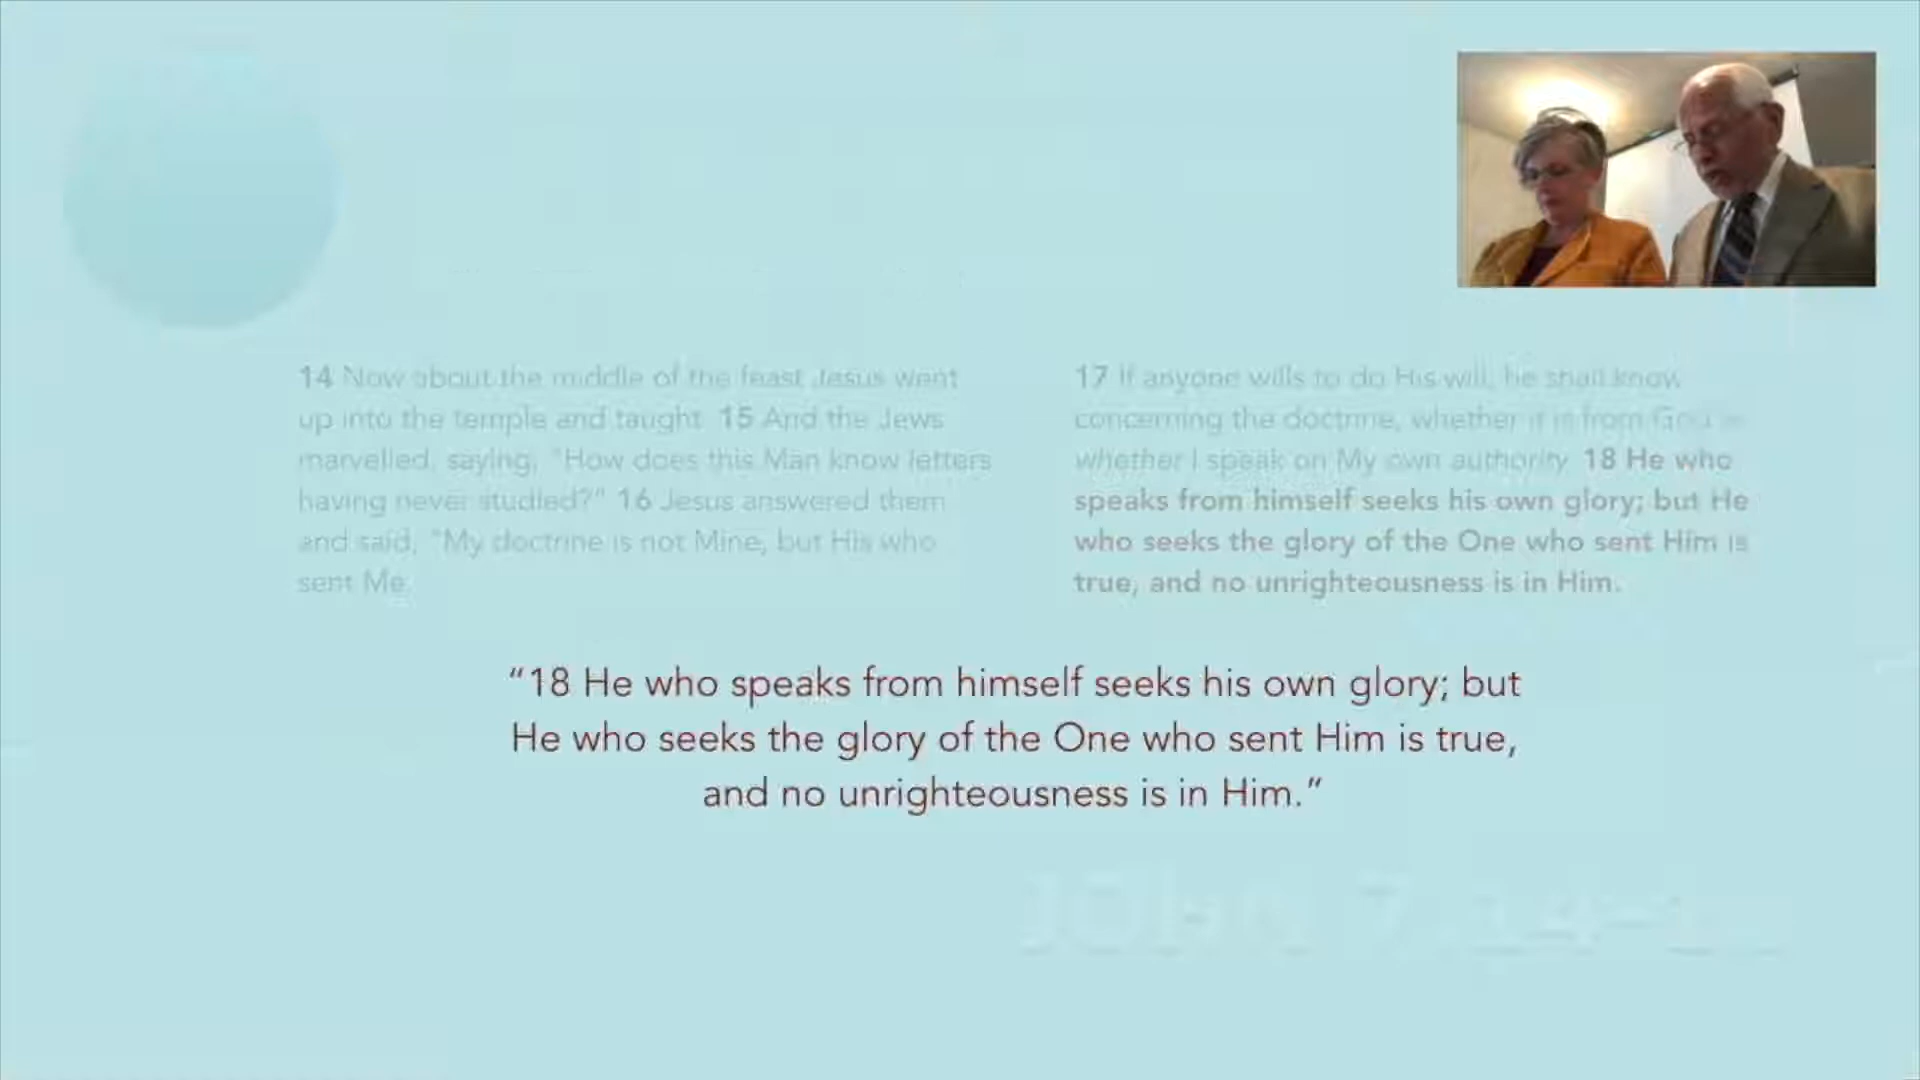 14 Now about the middle of the feast Jesus went
up into the temple and taught. 15 And the Jews
marvelled, saying, "How does this Man know letters
having never studied?" 16 Jesus answered them
and said, "My doctrine is not Mine, but His who
sent Me.
17 If anyone wills to do His will, he shall know
concerning the doctrine, whether it is from God or
whether I speak on My own authority. 18 He who
speaks from himself seeks his own glory; but He
who seeks the glory of the One who sent Him is
true, and no unrighteousness is in Him.
“18 He who speaks from himself seeks his own glory; but
He who seeks the glory of the One who sent Him is true,
and no unrighteousness is in Him.”
JOHN